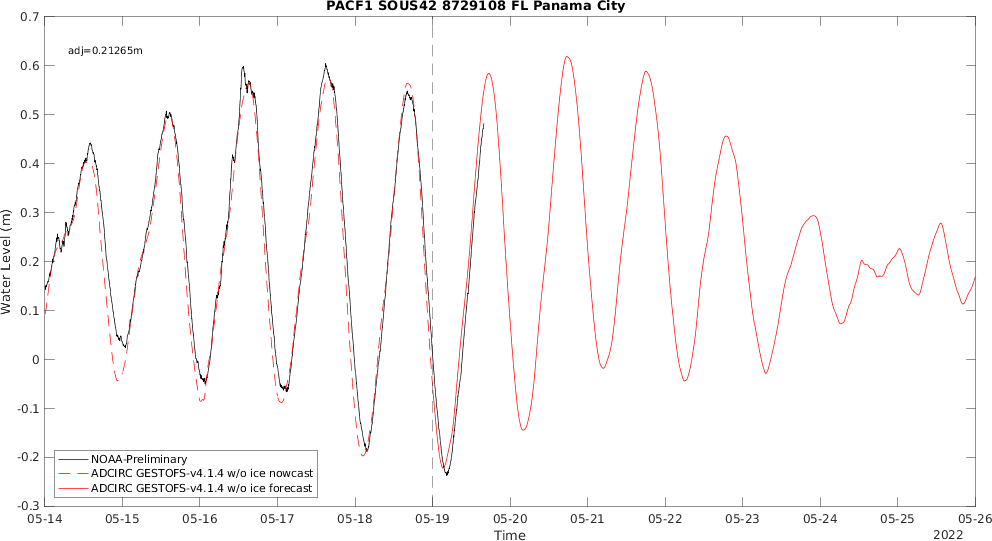 PACF1 SOUS42 8729108 FL Panama City
adj=0.21265m
Water Level (m)
0.7
0.6
0.5
0.4
0.3
0.2
0.1
0
-0.1
-0.2
-0.3
NOAA-Preliminary
ADCIRC GESTOFS-v4.1.4 w/o ice nowcast
ADCIRC GESTOFS-v4.1.4 w/o ice forecast
05-14 05-15 05-16 05-17 05-18 05-19 05-20 05-21 05-22 05-23 05-24 05-25 05-26
Time
2022